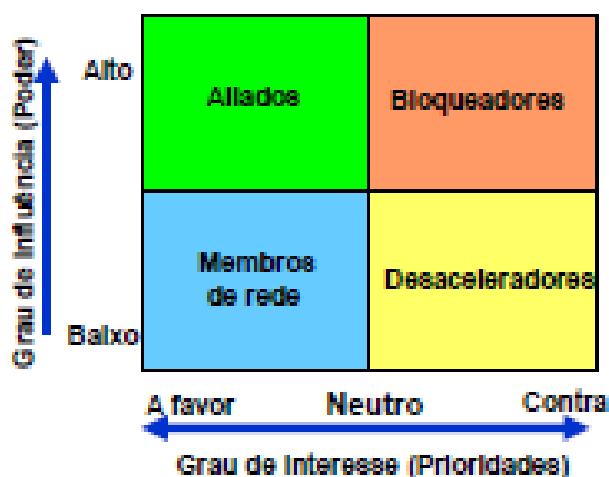 Grau de Influência (Poder)
Alto
Aliados
Bloqueadores
Membros
de rede
Desaceleradores
Baixo
A favor
Neutro
Contra
Grau de Interesse (Prioridades)